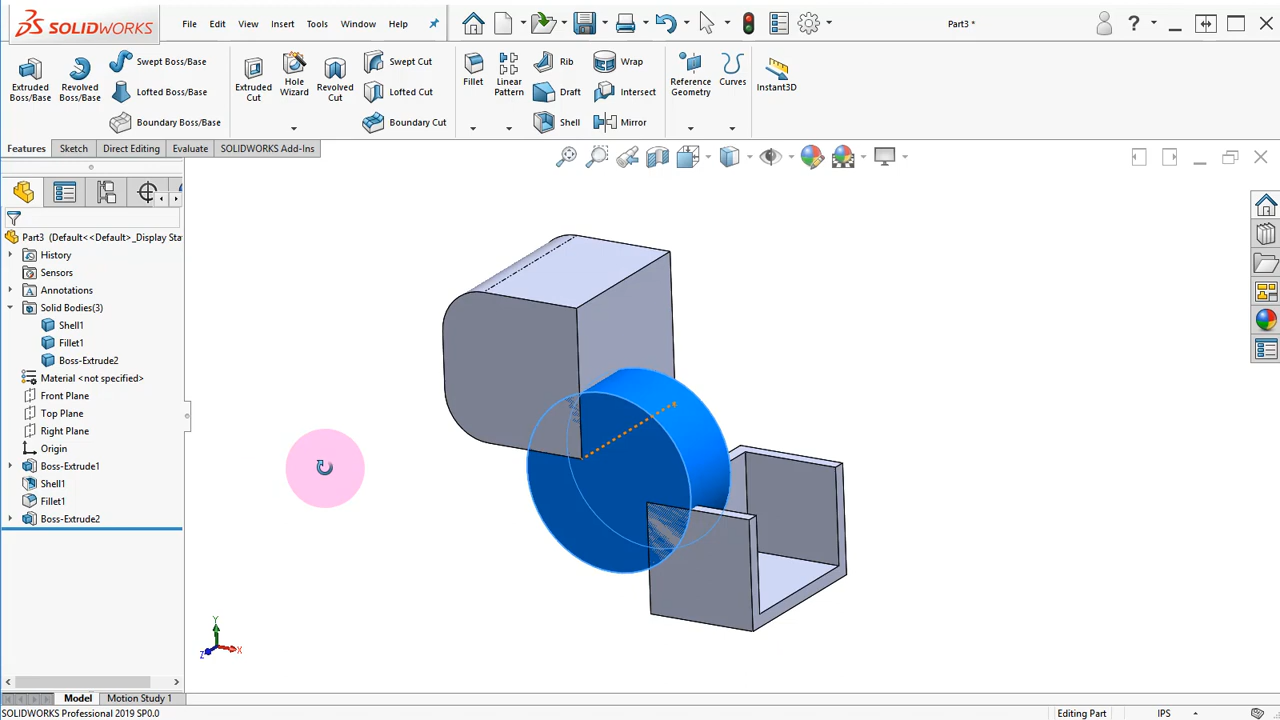 SOLIDWORKS
File Edit View Insert Tools Window Help
Part3 *
?
Extruded Boss/Base
Revolved Boss/Base
Swept Boss/Base
Lofted Boss/Base
Boundary Boss/Base
Extruded Cut
Hole Wizard
Revolved Cut
Swept Cut
Lofted Cut
Boundary Cut
Fillet
Linear Pattern
Rib
Draft
Shell
Wrap
Intersect
Mirror
Reference Geometry
Curves
Instant3D
Features Sketch Direct Editing Evaluate SOLIDWORKS Add-Ins
Part3 (Default<<Default>_Display Sta
History
Sensors
Annotations
Solid Bodies(3)
Shell1
Fillet1
Boss-Extrude2
Material <not specified>
Front Plane
Top Plane
Right Plane
Origin
Boss-Extrude1
Shell1
Fillet1
Boss-Extrude2
Y
Z X
Model Motion Study 1
SOLIDWORKS Professional 2019 SP0.0 Editing Part IPS